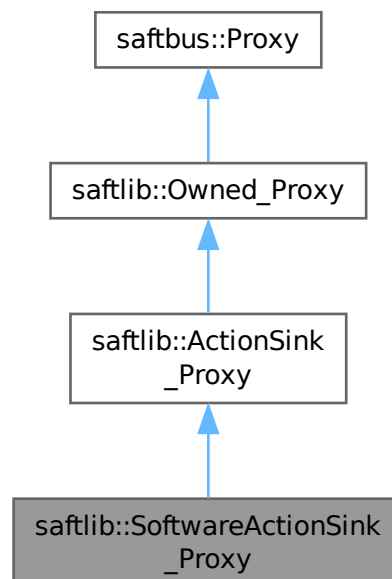 saftbus::Proxy
saftlib::Owned_Proxy
saftlib::ActionSink
_Proxy
saftlib::SoftwareActionSink
_Proxy